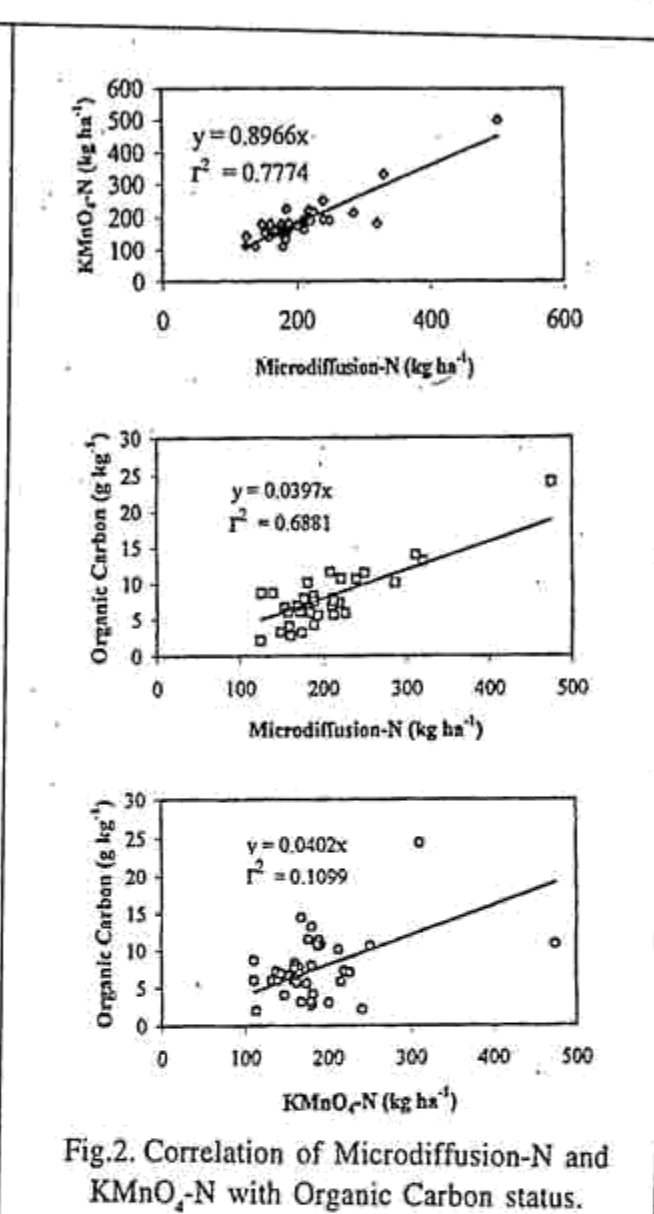 600
500
400
300
200
100
0
KMnO₄-N (kg ha⁻¹)
y = 0.8966x
r² = 0.7774
0 200 400 600
Microdiffusion-N (kg ha⁻¹)
30
25
20
15
10
5
0
Organic Carbon (g kg⁻¹)
y = 0.0397x
r² = 0.6881
0 100 200 300 400 500
Microdiffusion-N (kg ha⁻¹)
30
25
20
15
10
5
0
Organic Carbon (g kg⁻¹)
y = 0.0402x
r² = 0.1099
0 100 200 300 400 500
KMnO₄-N (kg ha⁻¹)
Fig.2. Correlation of Microdiffusion-N and
KMnO₄-N with Organic Carbon status.